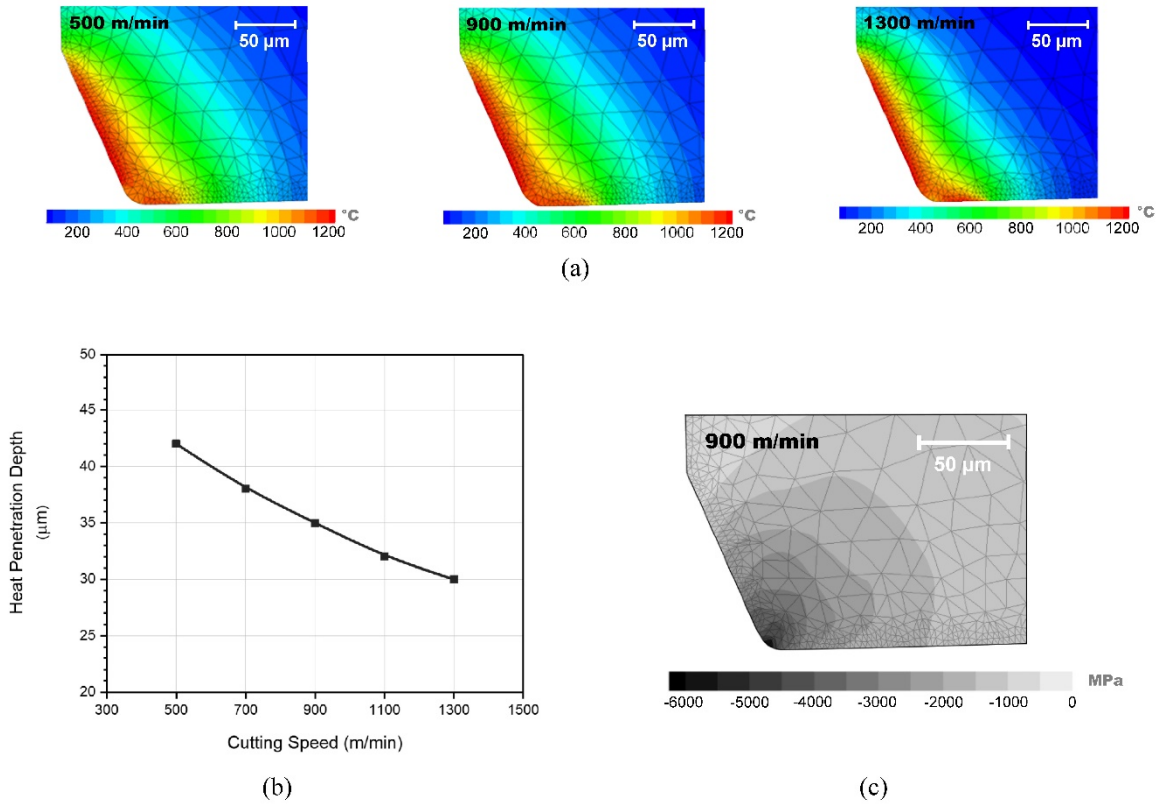 500 m/min
50 µm
900 m/min
50 µm
1300 m/min
50 µm
°C
200 400 600 800 1000 1200
°C
200 400 600 800 1000 1200
°C
200 400 600 800 1000 1200
(a)
50
45
40
35
30
25
20
Heat Penetration Depth
(µm)
300 500 700 900 1100 1300 1500
Cutting Speed (m/min)
(b)
900 m/min
50 µm
MPa
-6000 -5000 -4000 -3000 -2000 -1000 0
(c)